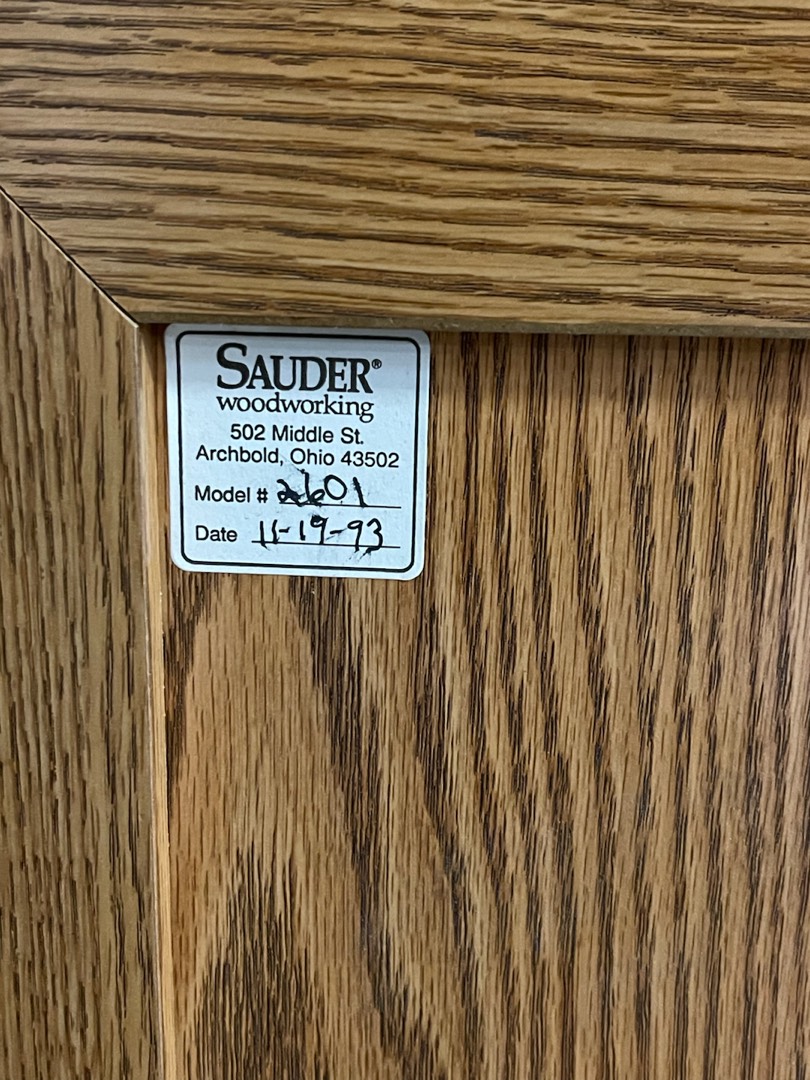 SAUDER®
woodworking
502 Middle St.
Archbold, Ohio 43502
Model # 2601
Date 11-19-93